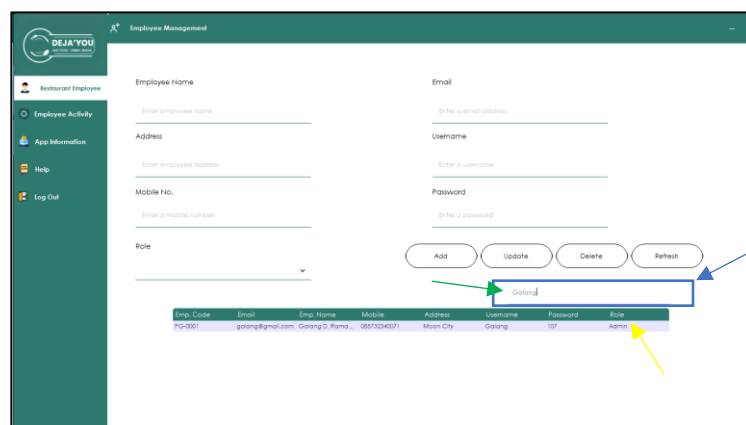 DEJA'YOU
Employee Management
Restaurant Employee
Employee Activity
App Information
Help
Log Out
Employee Name
Email
Enter employee name
Enter a email address
Address
Username
Enter employee address
Enter a username
Mobile No.
Password
Enter a mobile number
Enter a password
Role
Add Update Delete Refresh
Galang
Emp. Code Email Emp. Name Mobile Address Username Password Role
PG-0001 galang@gmail.com Galang D. Rama... 085732340071 Moon City Galang 107 Admin